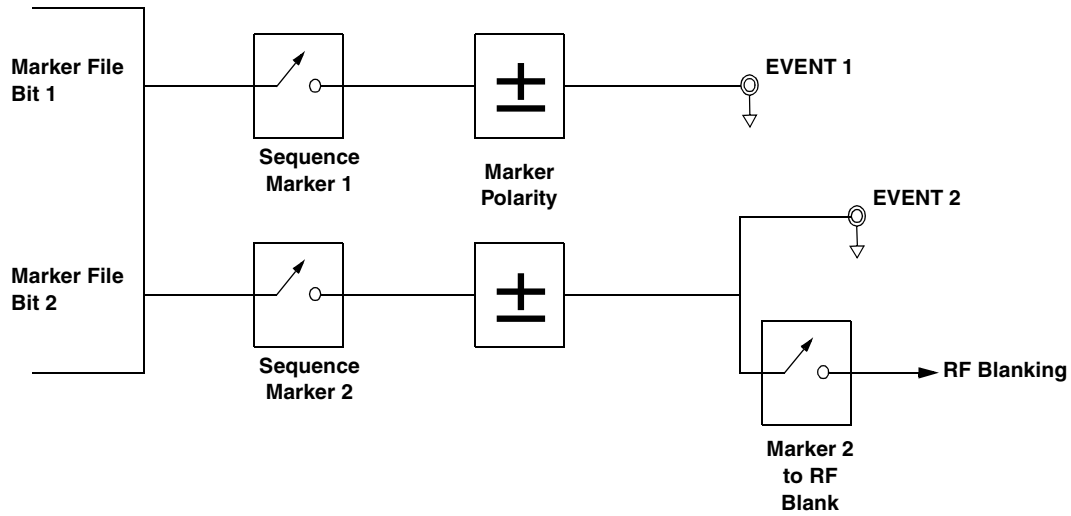 Marker File
Bit 1
Sequence
Marker 1
Marker
Polarity
EVENT 1
Marker File
Bit 2
Sequence
Marker 2
EVENT 2
RF Blanking
Marker 2
to RF
Blank